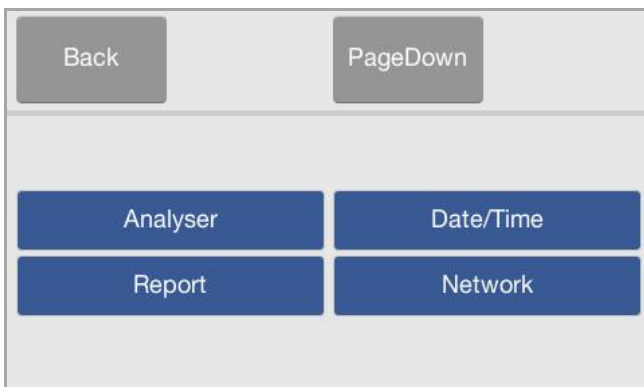 Back
PageDown
Analyser
Date/Time
Report
Network